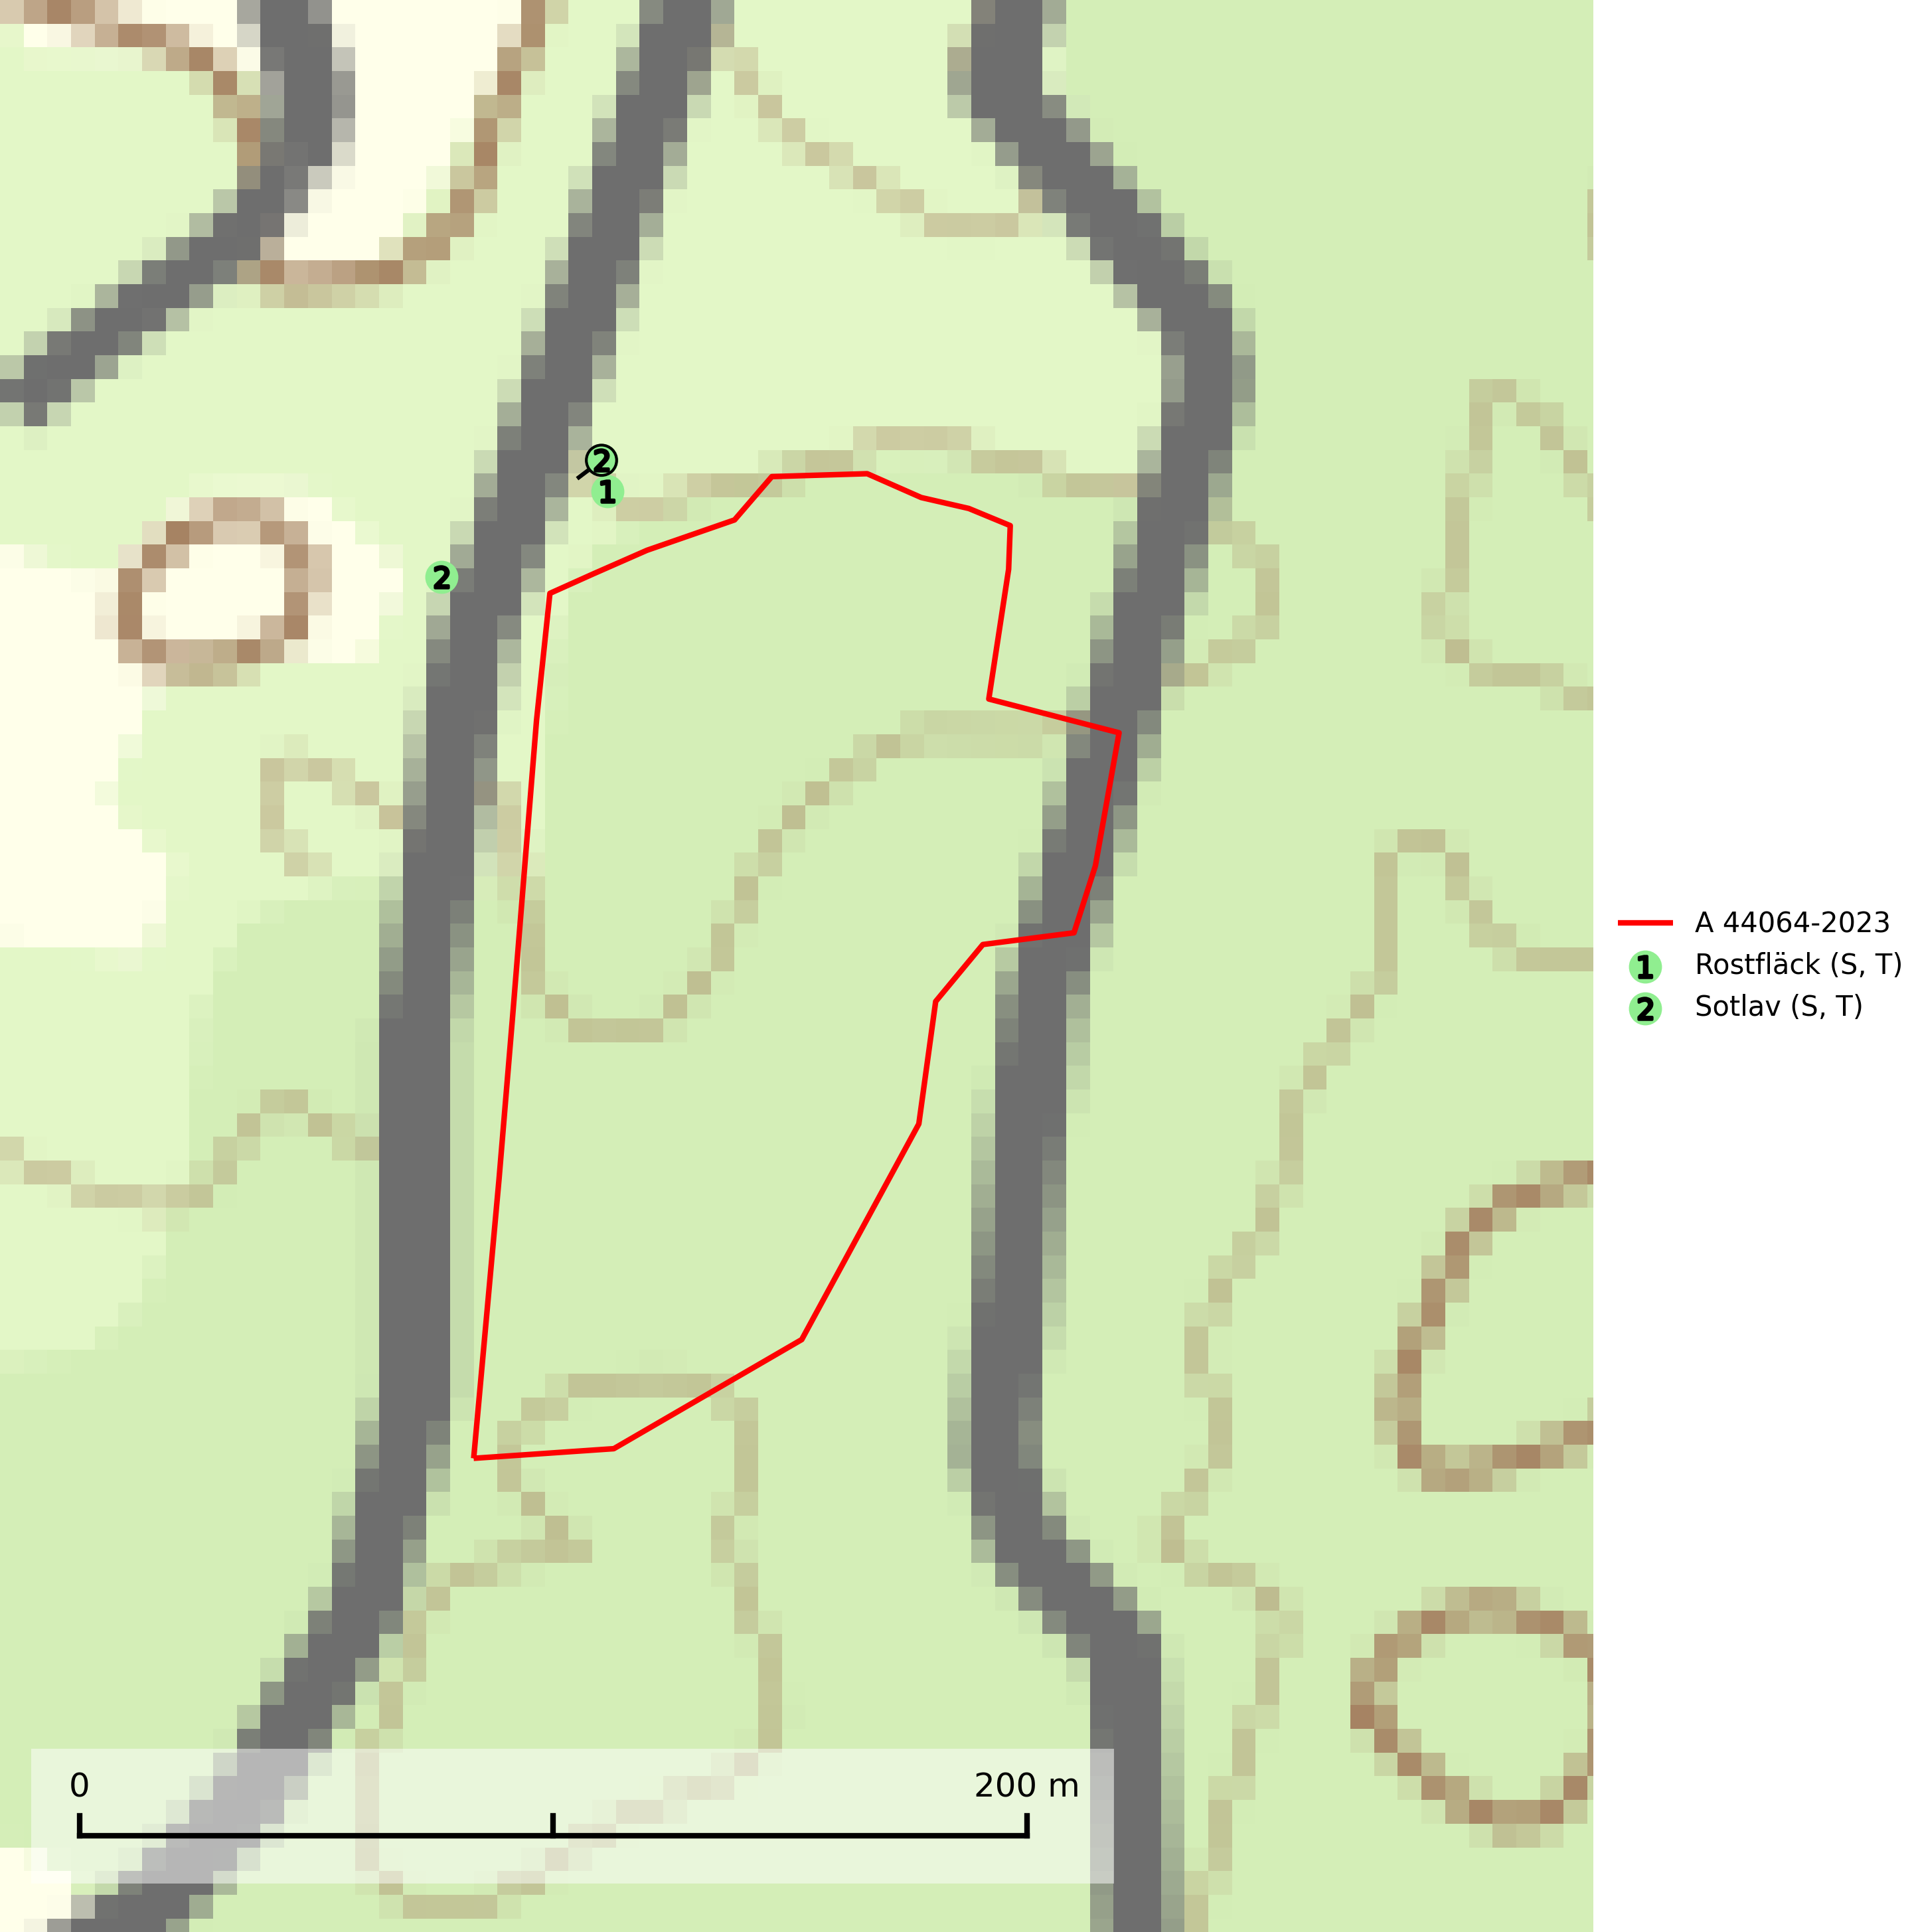 2
1
2
A 44064-2023
1 Rostfläck (S, T)
2 Sotlav (S, T)
0 200 m